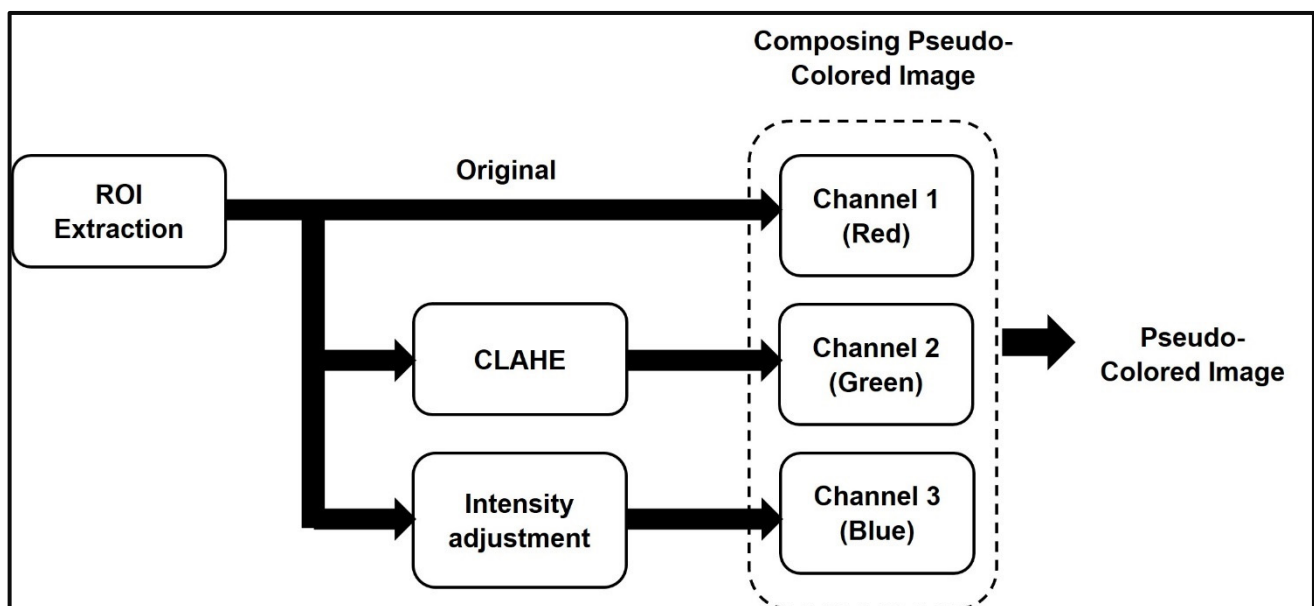 Composing Pseudo-
Colored Image
ROI
Extraction
Original
Channel 1
(Red)
CLAHE
Channel 2
(Green)
Pseudo-
Colored Image
Intensity
adjustment
Channel 3
(Blue)